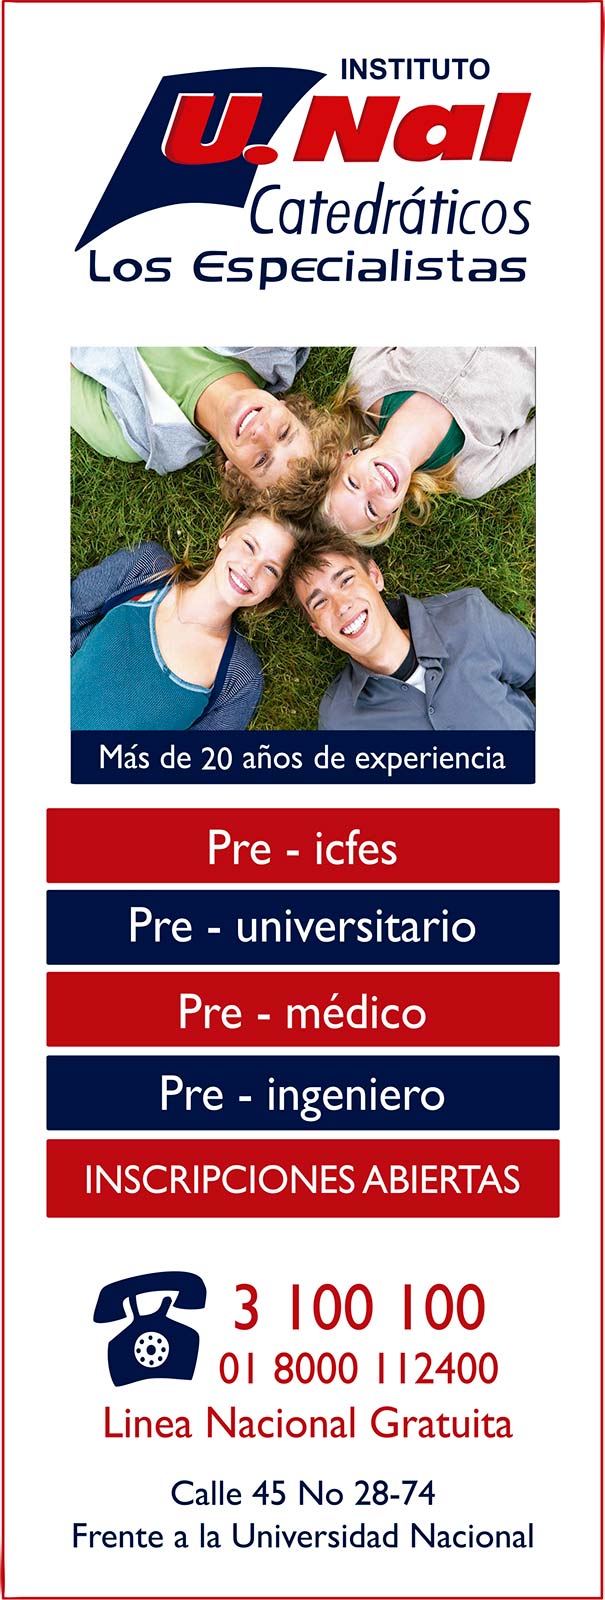 INSTITUTO
U.Nal
Catedráticos
Los Especialistas
Más de 20 años de experiencia
Pre - icfes
Pre - universitario
Pre - médico
Pre - ingeniero
INSCRIPCIONES ABIERTAS
3 100 100
01 8000 112400
Linea Nacional Gratuita
Calle 45 No 28-74
Frente a la Universidad Nacional